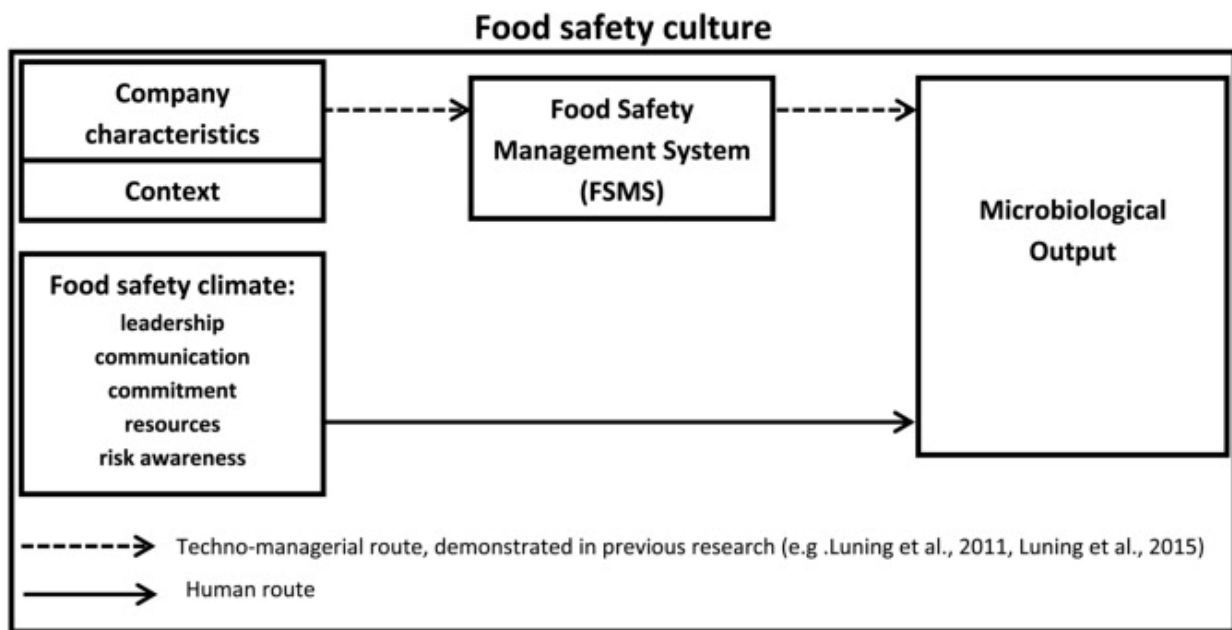 Food safety culture
Company
characteristics
Context
Food Safety
Management System
(FSMS)
Microbiological
Output
Food safety climate:
leadership
communication
commitment
resources
risk awareness
Techno-managerial route, demonstrated in previous research (e.g .Luning et al., 2011, Luning et al., 2015)
Human route